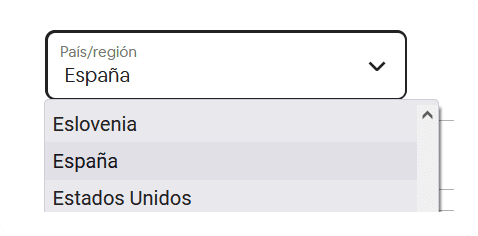 País/región
España
Eslovenia
España
Estados Unidos